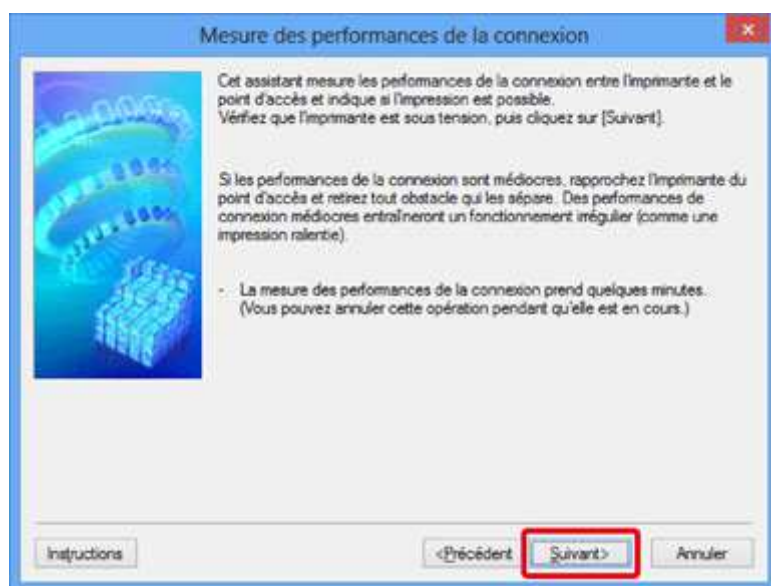 Mesure des performances de la connexion
Cet assistant mesure les performances de la connexion entre l'imprimante et le
point d'accès et indique si l'impression est possible.
Vérifiez que l'imprimante est sous tension, puis cliquez sur [Suivant].
Si les performances de la connexion sont médiocres, rapprochez l'imprimante du
point d'accès et retirez tout obstacle qui les sépare. Des performances de
connexion médiocres entraîneront un fonctionnement irrégulier (comme une
impression ralentie).
- La mesure des performances de la connexion prend quelques minutes.
(Vous pouvez annuler cette opération pendant qu'elle est en cours.)
Instructions
<Précédent
Suivant>
Annuler